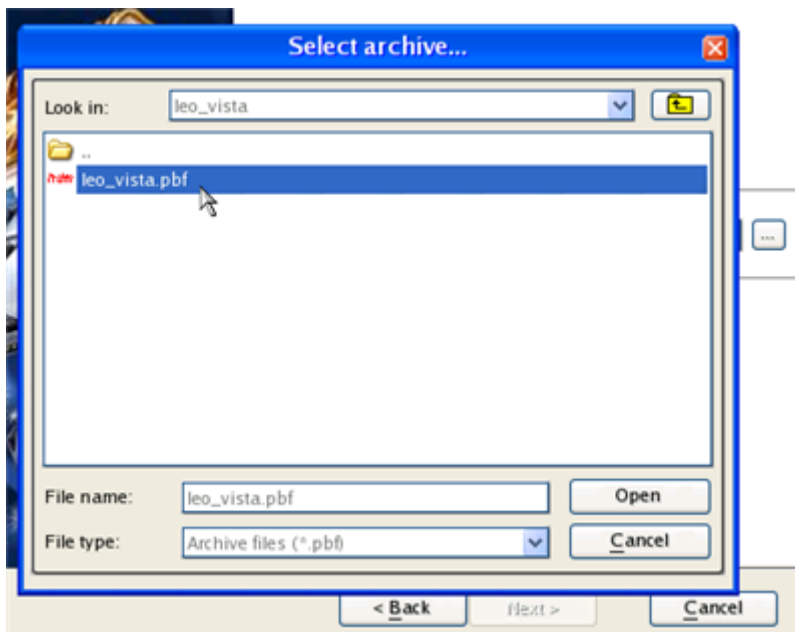 Select archive...
Look in: leo_vista
..
leo_vista.pbf
...
File name: leo_vista.pbf Open
File type: Archive files (*.pbf) Cancel
< Back Next > Cancel